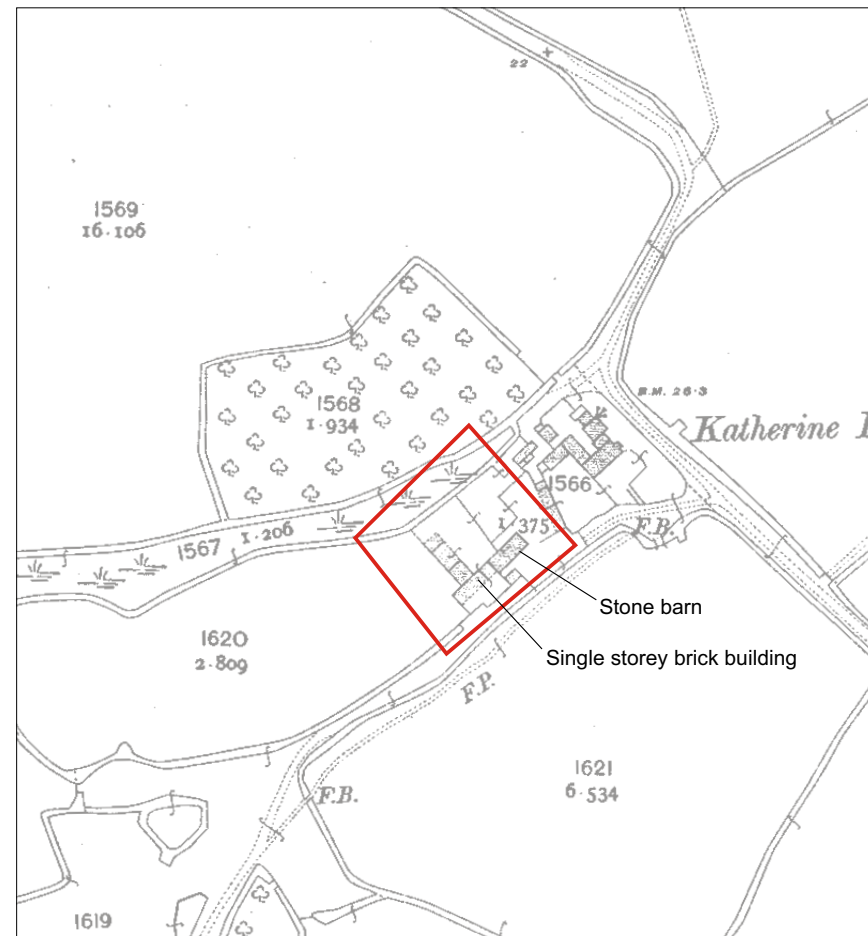 22
1569
16·106
B.M. 26·3
1568
1·934
Katherine
1566
1·375
F.B.
1567
1·206
Stone barn
1620
2·809
Single storey brick building
F.P.
1621
6·534
F.B.
1619